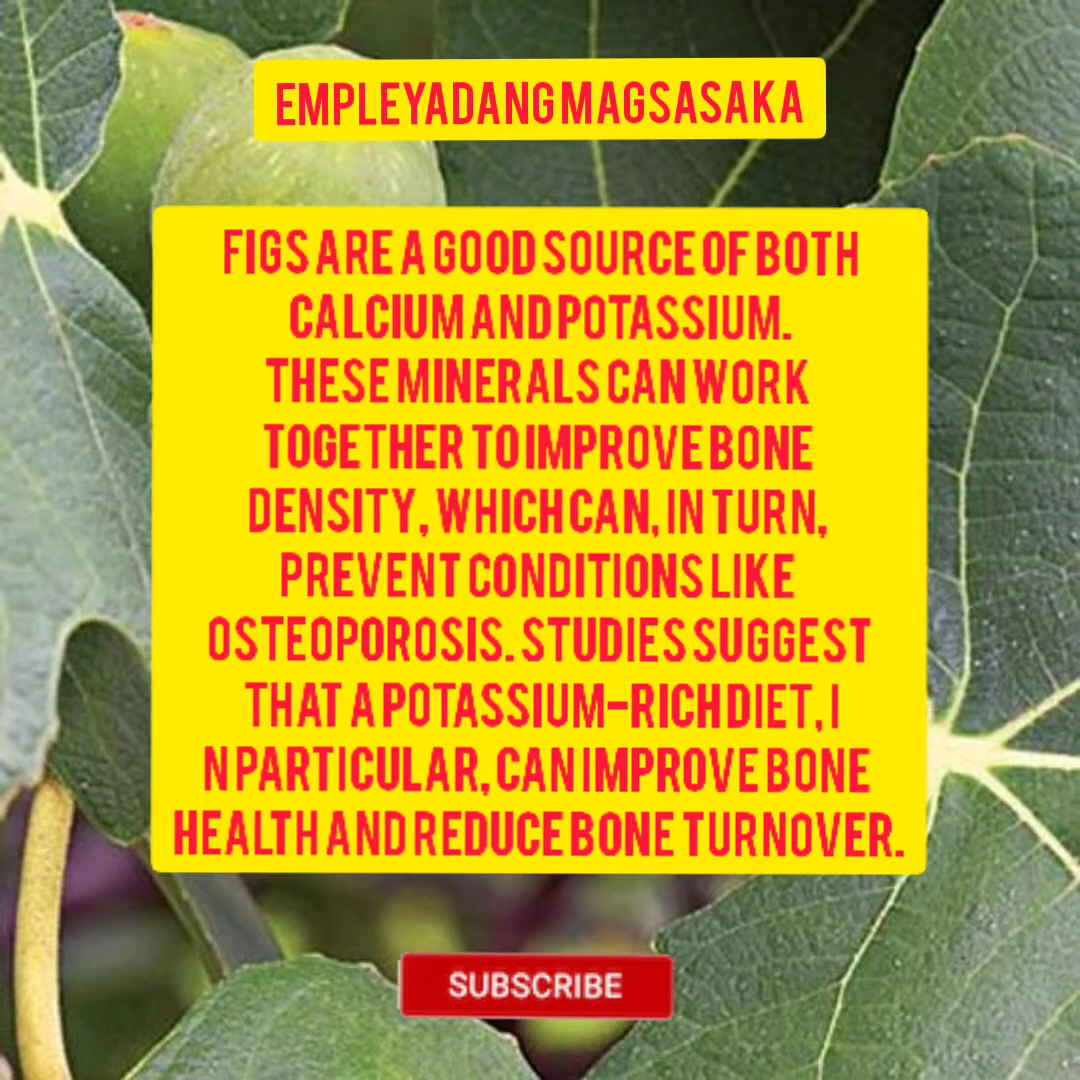 EMPLEYADANG MAGSASAKA
FIGS ARE A GOOD SOURCE OF BOTH
CALCIUM AND POTASSIUM.
THESE MINERALS CAN WORK
TOGETHER TO IMPROVE BONE
DENSITY, WHICH CAN, IN TURN,
PREVENT CONDITIONS LIKE
OSTEOPOROSIS. STUDIES SUGGEST
THAT A POTASSIUM-RICH DIET, I
N PARTICULAR, CAN IMPROVE BONE
HEALTH AND REDUCE BONE TURNOVER.
SUBSCRIBE